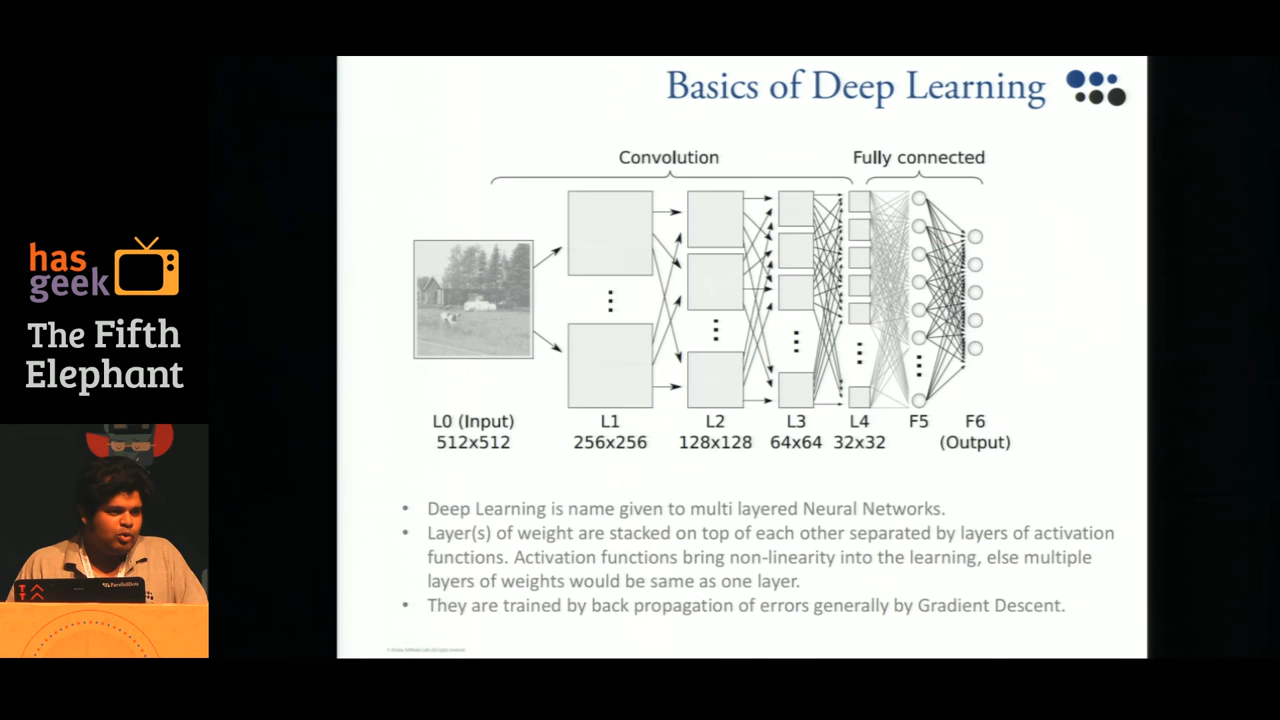 Basics of Deep Learning
Convolution
Fully connected
L0 (Input)
512x512
L1
256x256
L2
128x128
L3
64x64
L4
32x32
F5
F6
(Output)
• Deep Learning is name given to multi layered Neural Networks.
• Layer(s) of weight are stacked on top of each other separated by layers of activation
functions. Activation functions bring non-linearity into the learning, else multiple
layers of weights would be same as one layer.
• They are trained by back propagation of errors generally by Gradient Descent.
has
geek
The Fifth
Elephant
ParallelDots